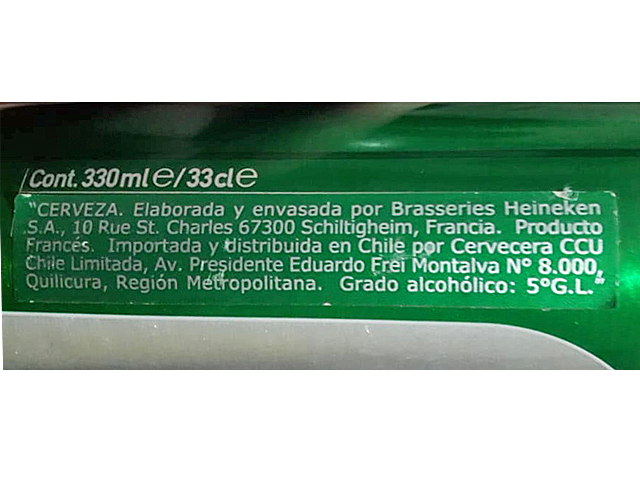 Cont. 330ml℮/33cl℮
"CERVEZA. Elaborada y envasada por Brasseries Heineken
S.A., 10 Rue St. Charles 67300 Schiltigheim, Francia. Producto
Francés. Importada y distribuida en Chile por Cervecera CCU
Chile Limitada, Av. Presidente Eduardo Frei Montalva N° 8.000,
Quilicura, Región Metropolitana. Grado alcohólico: 5°G.L."